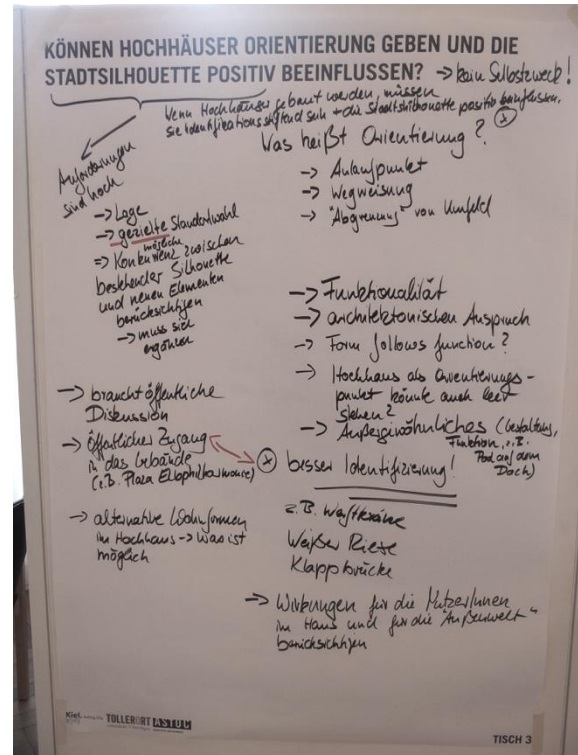 KÖNNEN HOCHHÄUSER ORIENTIERUNG GEBEN UND DIE
STADTSILHOUETTE POSITIV BEEINFLUSSEN? → kein Selbstzweck!
Wenn Hochhäuser gebaut werden, müssen
sie identifikationsstiftend sein + die Stadtsilhouette positiv beeinflussen.
Anforderungen
sind hoch
→ Lage
→ gezielte Standortwahl
mögliche
⇒ Konkurrenz zwischen
bestehender Silhouette
und neuen Elementen
berücksichtigen
→ muss sich
ergänzen
→ braucht öffentliche
Diskussion
→ öffentlicher Zugang
in das Gebäude
(z.B. Plaza Elbphilharmonie)
→ alternative Wohnformen
im Hochhaus → Was ist
möglich
Was heißt Orientierung?
→ Anlaufpunkt
→ Wegweisung
→ "Abgrenzung" von Umfeld
→ Funktionalität
→ architektonischen Anspruch
→ Form follows function?
→ Hochhaus als Orientierungs-
punkt könnte auch leer
stehen?
→ Außergewöhnliches (Gestaltung,
Funktion, z.B.
Pool auf dem
Dach)
besser Identifizierung!
z.B. Werftkräne
Weißer Riese
Klappbrücke
→ Wirkungen für die NutzerInnen
im Haus und für die "Außenwelt"
berücksichtigen
Kiel. TOLLERORT ASTOC
TISCH 3